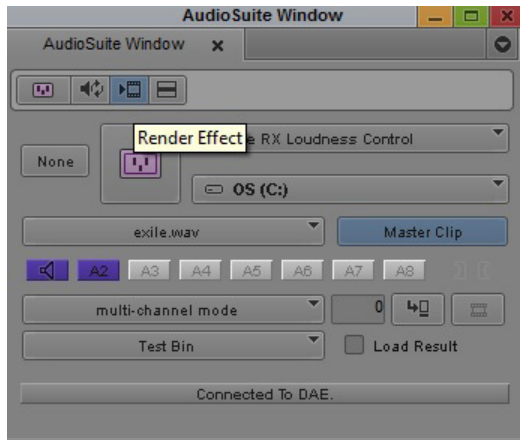 AudioSuite Window
AudioSuite Window
Render Effect
RX Loudness Control
None
OS (C:)
exile.wav
Master Clip
A2 A3 A4 A5 A6 A7 A8
multi-channel mode
0
Test Bin
Load Result
Connected To DAE.